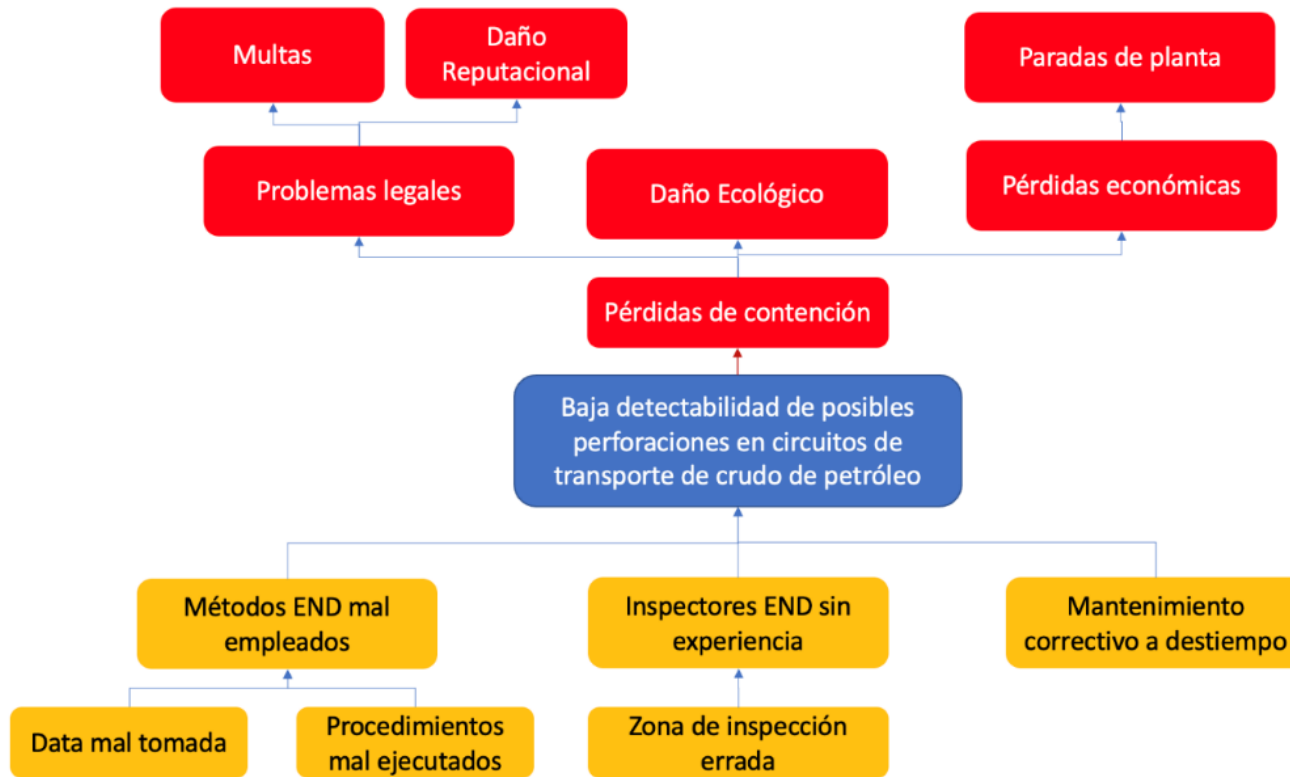 Multas
Daño
Reputacional
Paradas de planta
Problemas legales
Daño Ecológico
Pérdidas económicas
Pérdidas de contención
Baja detectabilidad de posibles
perforaciones en circuitos de
transporte de crudo de petróleo
Métodos END mal
empleados
Inspectores END sin
experiencia
Mantenimiento
correctivo a destiempo
Data mal tomada
Procedimientos
mal ejecutados
Zona de inspección
errada